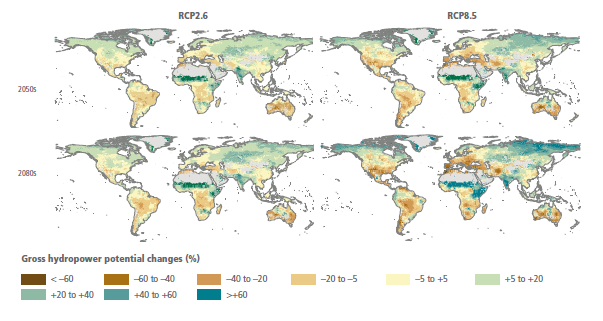 RCP2.6 RCP8.5
2050s
2080s
Gross hydropower potential changes (%)
< –60 –60 to –40 –40 to –20 –20 to –5 –5 to +5 +5 to +20
+20 to +40 +40 to +60 >+60